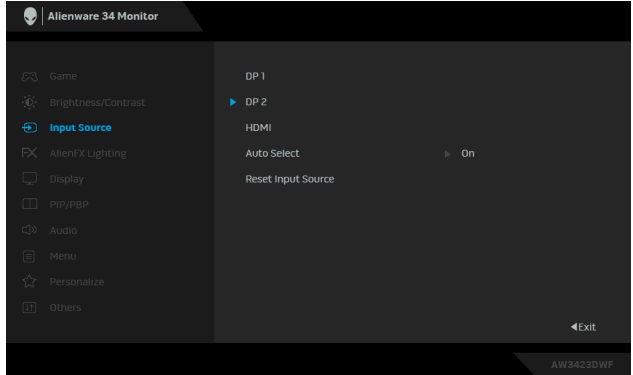 Alienware 34 Monitor
Game
Brightness/Contrast
Input Source
AlienFX Lighting
Display
PIP/PBP
Audio
Menu
Personalize
Others
DP 1
DP 2
HDMI
Auto Select On
Reset Input Source
Exit
AW3423DWF